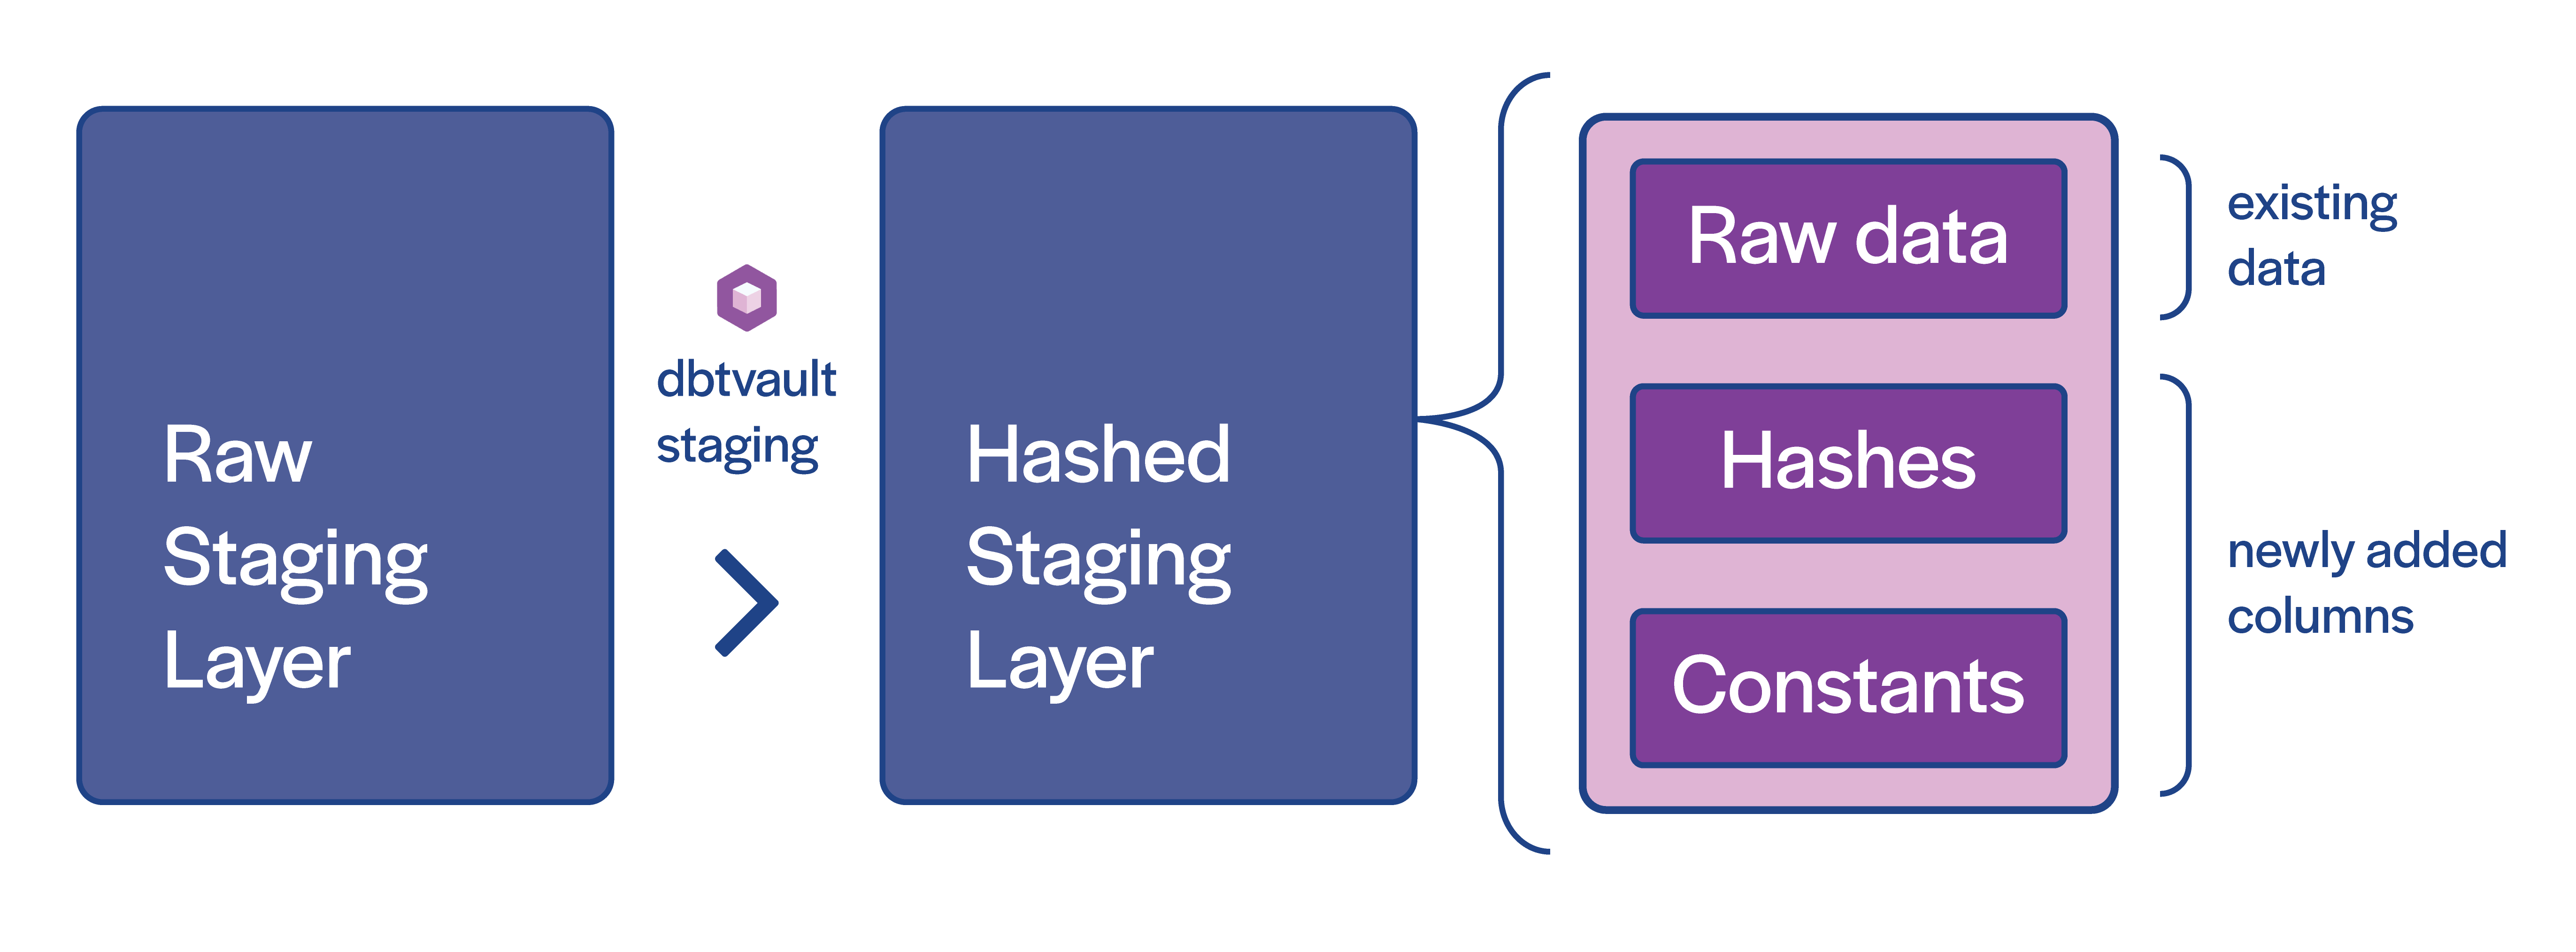 Raw
Staging
Layer
dbtvault
staging
Hashed
Staging
Layer
Raw data
Hashes
Constants
existing
data
newly added
columns